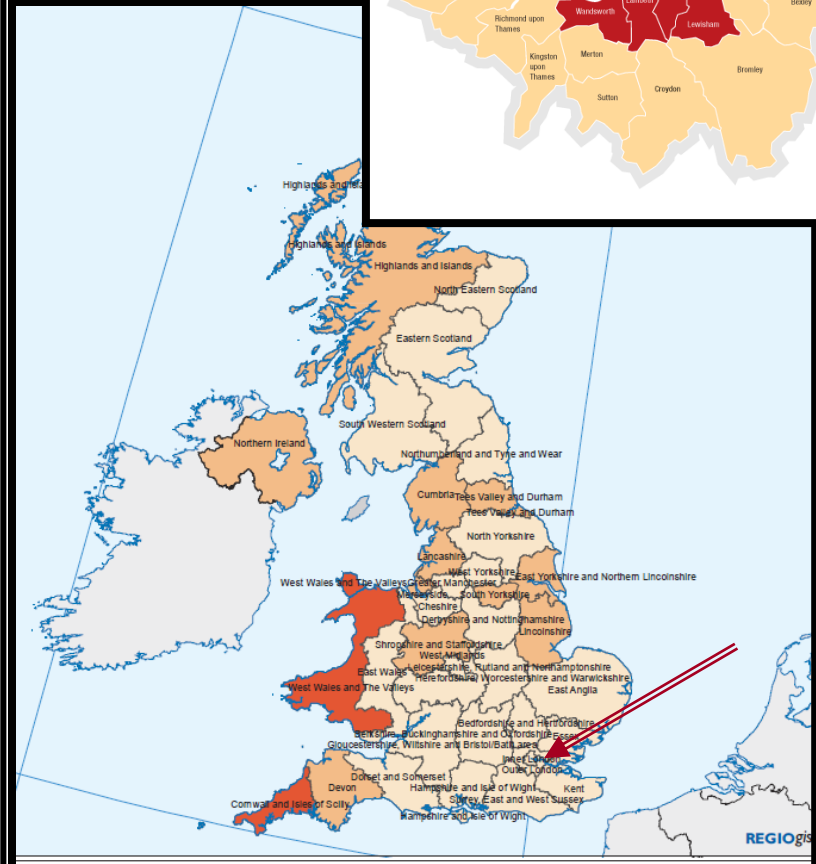 Lambeth
Bexley
Wandsworth
Richmond upon
Thames
Lewisham
Kingston
upon
Thames
Merton
Bromley
Croydon
Sutton
Highlands and Isla
Highlands and Islands
Highlands and Islands
North Eastern Scotland
Eastern Scotland
South Western Scotland
Northern Ireland
Northumberland and Tyne and Wear
Cumbria
Tees Valley and Durham
Tees Valley and Durham
North Yorkshire
Lancashire
West Yorkshire
East Yorkshire and Northern Lincolnshire
West Wales and The Valleys
Greater Manchester
Merseyside
South Yorkshire
Cheshire
Derbyshire and Nottinghamshire
Lincolnshire
Shropshire and Staffordshire
West Midlands
Leicestershire, Rutland and Northamptonshire
East Wales
Herefordshire, Worcestershire and Warwickshire
West Wales and The Valleys
East Anglia
Bedfordshire and Hertfordshire
Berkshire, Buckinghamshire and Oxfordshire
Essex
Gloucestershire, Wiltshire and Bristol/Bath area
Inner London
Outer London
Dorset and Somerset
Devon
Hampshire and Isle of Wight
Kent
Surrey, East and West Sussex
Cornwall and Isles of Scilly
Hampshire and Isle of Wight
REGIOgis